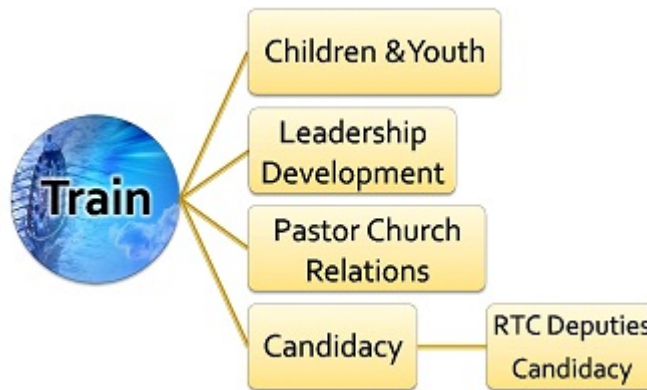 Train
Children & Youth
Leadership
Development
Pastor Church
Relations
Candidacy
RTC Deputies
Candidacy